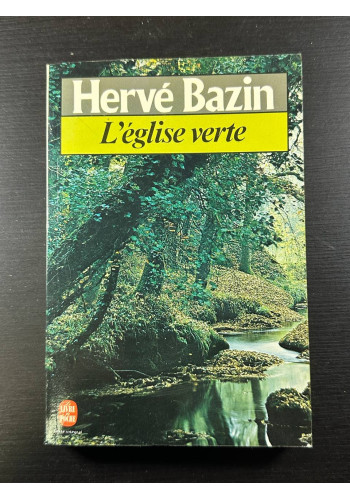 Hervé Bazin
L'église verte
LE
LIVRE
DE
POCHE